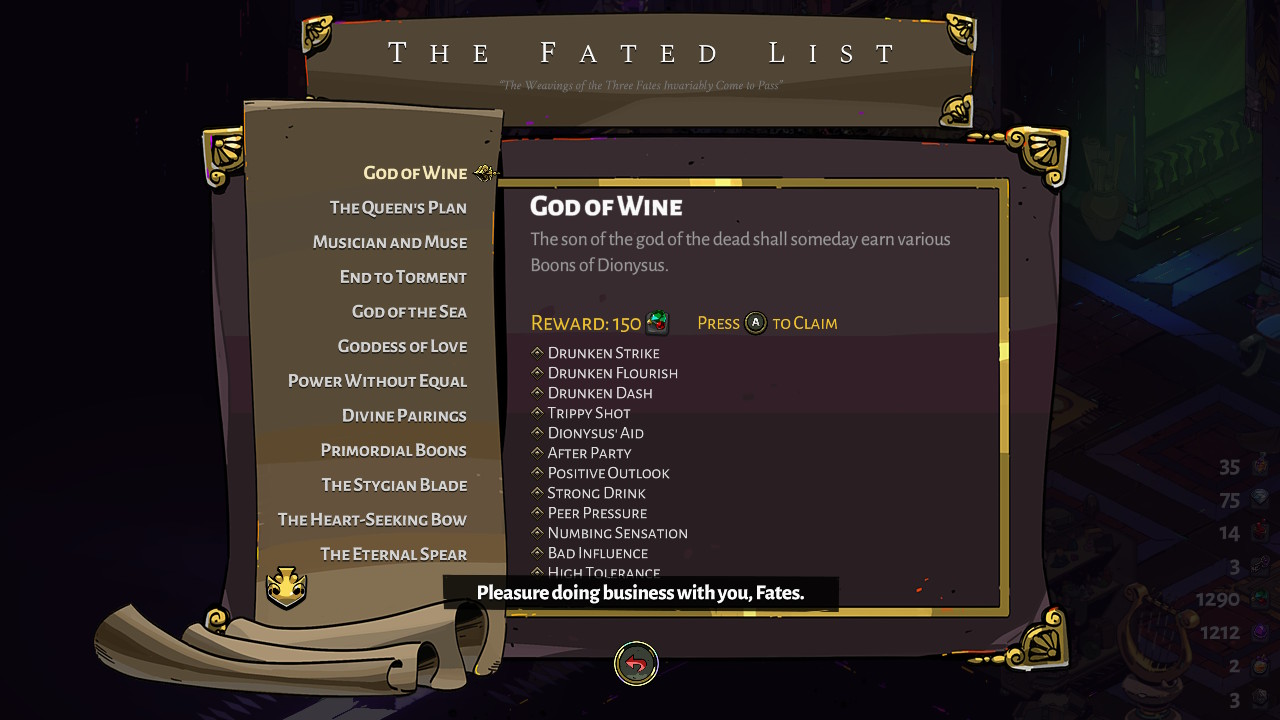 THE FATED LIST
"The Weavings of the Three Fates Invariably Come to Pass"
GOD OF WINE
THE QUEEN'S PLAN
MUSICIAN AND MUSE
END TO TORMENT
GOD OF THE SEA
GODDESS OF LOVE
POWER WITHOUT EQUAL
DIVINE PAIRINGS
PRIMORDIAL BOONS
THE STYGIAN BLADE
THE HEART-SEEKING BOW
THE ETERNAL SPEAR
GOD OF WINE
The son of the god of the dead shall someday earn various
Boons of Dionysus.
REWARD: 150 PRESS A TO CLAIM
DRUNKEN STRIKE
DRUNKEN FLOURISH
DRUNKEN DASH
TRIPPY SHOT
DIONYSUS' AID
AFTER PARTY
POSITIVE OUTLOOK
STRONG DRINK
PEER PRESSURE
NUMBING SENSATION
BAD INFLUENCE
HIGH TOLERANCE
Pleasure doing business with you, Fates.
35
75
14
3
1290
1212
2
3